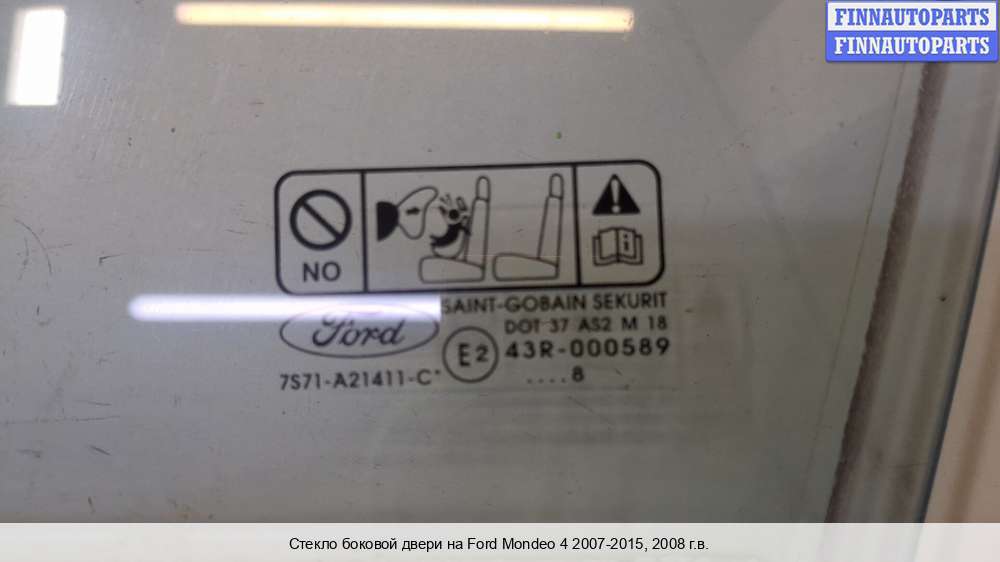 FINNAUTOPARTS
FINNAUTOPARTS
NO
SAINT-GOBAIN SEKURIT
Ford
DOT 37 AS2 M 18
E2 43R-000589
7S71-A21411-C*
....8
Стекло боковой двери на Ford Mondeo 4 2007-2015, 2008 г.в.